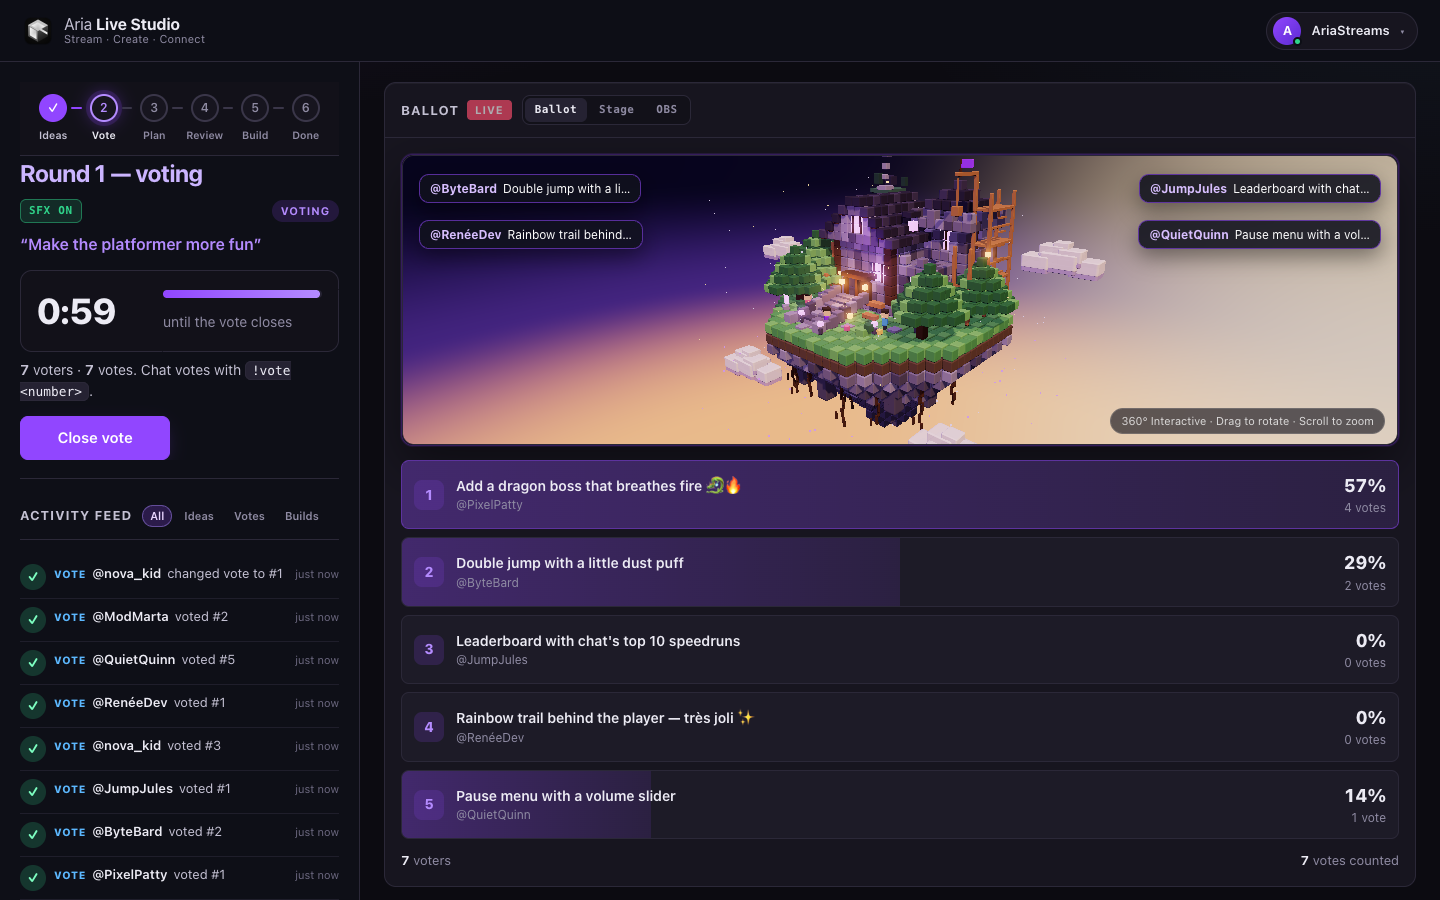 Aria Live Studio
Stream · Create · Connect
A
AriaStreams
2
3
4
5
6
Ideas
Vote
Plan
Review
Build
Done
Round 1 — voting
SFX ON
VOTING
“Make the platformer more fun”
0:59
until the vote closes
7 voters · 7 votes. Chat votes with !vote
<number>.
Close vote
ACTIVITY FEED
All
Ideas
Votes
Builds
VOTE @nova_kid changed vote to #1 just now
VOTE @ModMarta voted #2 just now
VOTE @QuietQuinn voted #5 just now
VOTE @RenéeDev voted #1 just now
VOTE @nova_kid voted #3 just now
VOTE @JumpJules voted #1 just now
VOTE @ByteBard voted #2 just now
VOTE @PixelPatty voted #1 just now
BALLOT
LIVE
Ballot
Stage
OBS
@ByteBard Double jump with a li...
@JumpJules Leaderboard with chat...
@RenéeDev Rainbow trail behind...
@QuietQuinn Pause menu with a vol...
360° Interactive · Drag to rotate · Scroll to zoom
1
Add a dragon boss that breathes fire 🐉🔥
@PixelPatty
57%
4 votes
2
Double jump with a little dust puff
@ByteBard
29%
2 votes
3
Leaderboard with chat's top 10 speedruns
@JumpJules
0%
0 votes
4
Rainbow trail behind the player — très joli ✨
@RenéeDev
0%
0 votes
5
Pause menu with a volume slider
@QuietQuinn
14%
1 vote
7 voters
7 votes counted